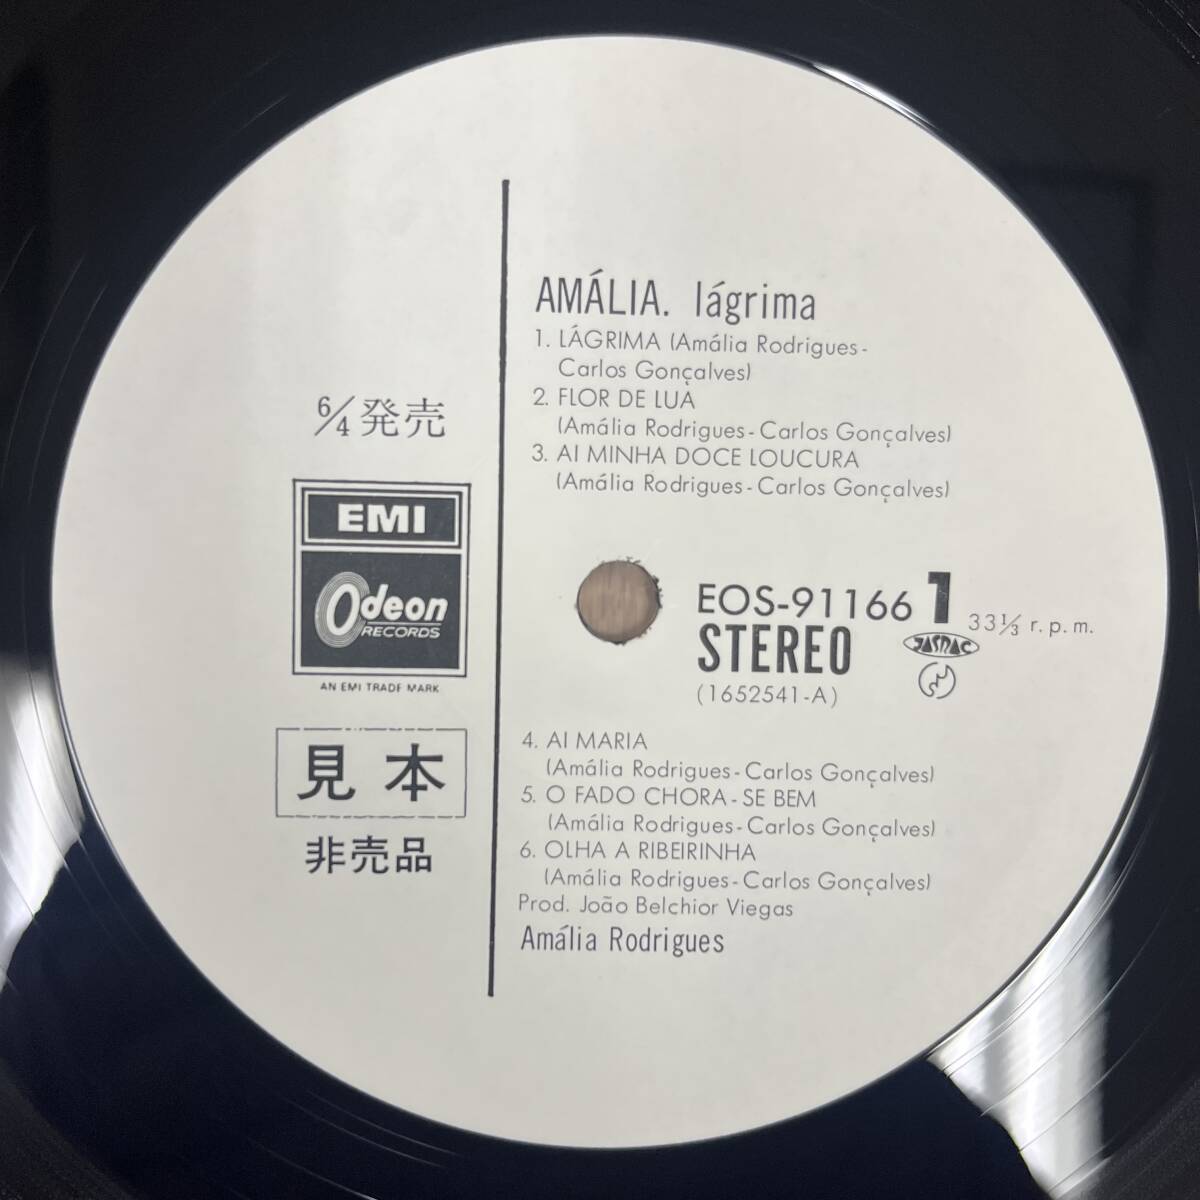 AMÁLIA. lágrima
1. LÁGRIMA (Amália Rodrigues-
Carlos Gonçalves)
2. FLOR DE LUA
(Amália Rodrigues-Carlos Gonçalves)
3. AI MINHA DOCE LOUCURA
(Amália Rodrigues-Carlos Gonçalves)
6/4 発売
EMI
Odeon
RECORDS
AN EMI TRADE MARK
EOS-91166 1
33⅓ r.p.m.
STEREO
JASRAC
(1652541-A)
見本
非売品
4. AI MARIA
(Amália Rodrigues-Carlos Gonçalves)
5. O FADO CHORA-SE BEM
(Amália Rodrigues-Carlos Gonçalves)
6. OLHA A RIBEIRINHA
(Amália Rodrigues-Carlos Gonçalves)
Prod. João Belchior Viegas
Amália Rodrigues